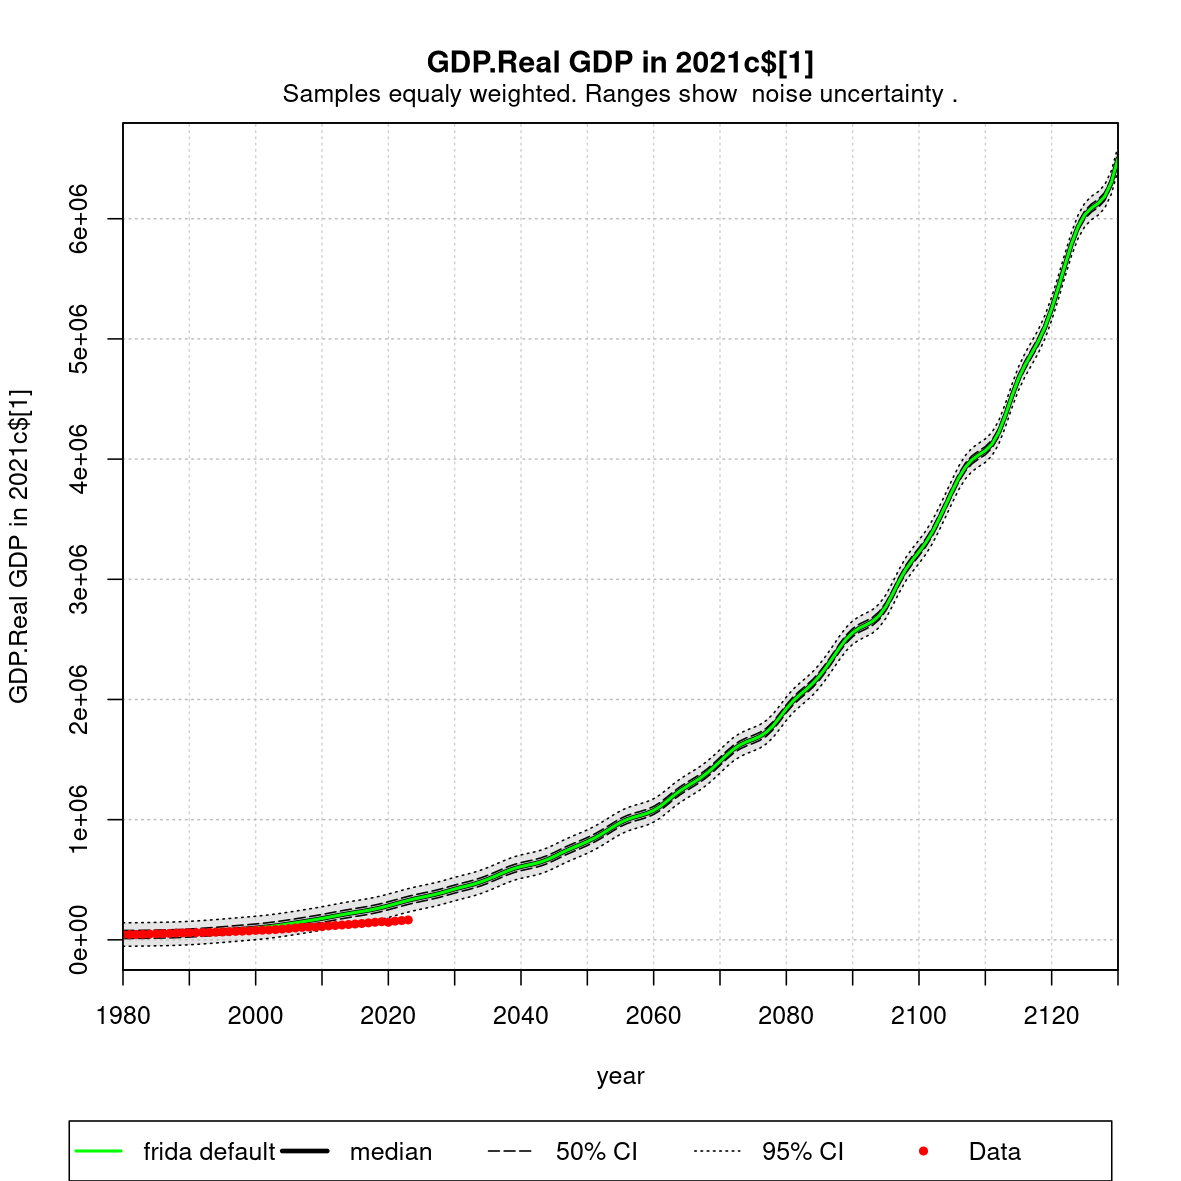 GDP.Real GDP in 2021c$[1]
Samples equaly weighted. Ranges show  noise uncertainty .
GDP.Real GDP in 2021c$[1]
6e+06
5e+06
4e+06
3e+06
2e+06
1e+06
0e+00
1980 2000 2020 2040 2060 2080 2100 2120
year
frida default median 50% CI 95% CI Data